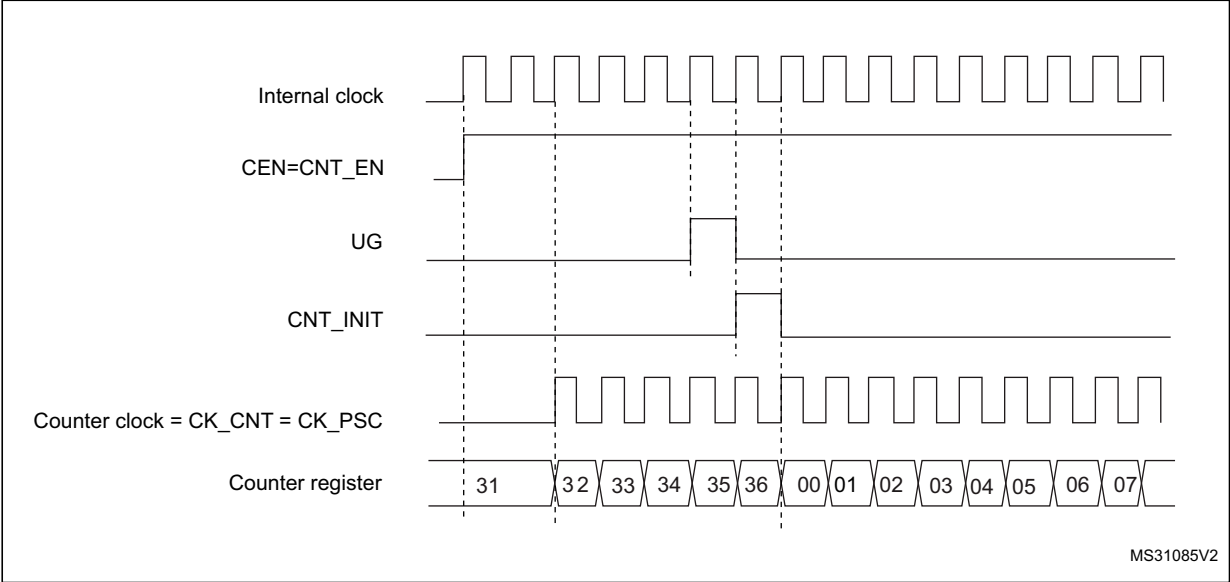 Internal clock
CEN=CNT_EN
UG
CNT_INIT
Counter clock = CK_CNT = CK_PSC
Counter register 31 32 33 34 35 36 00 01 02 03 04 05 06 07
MS31085V2